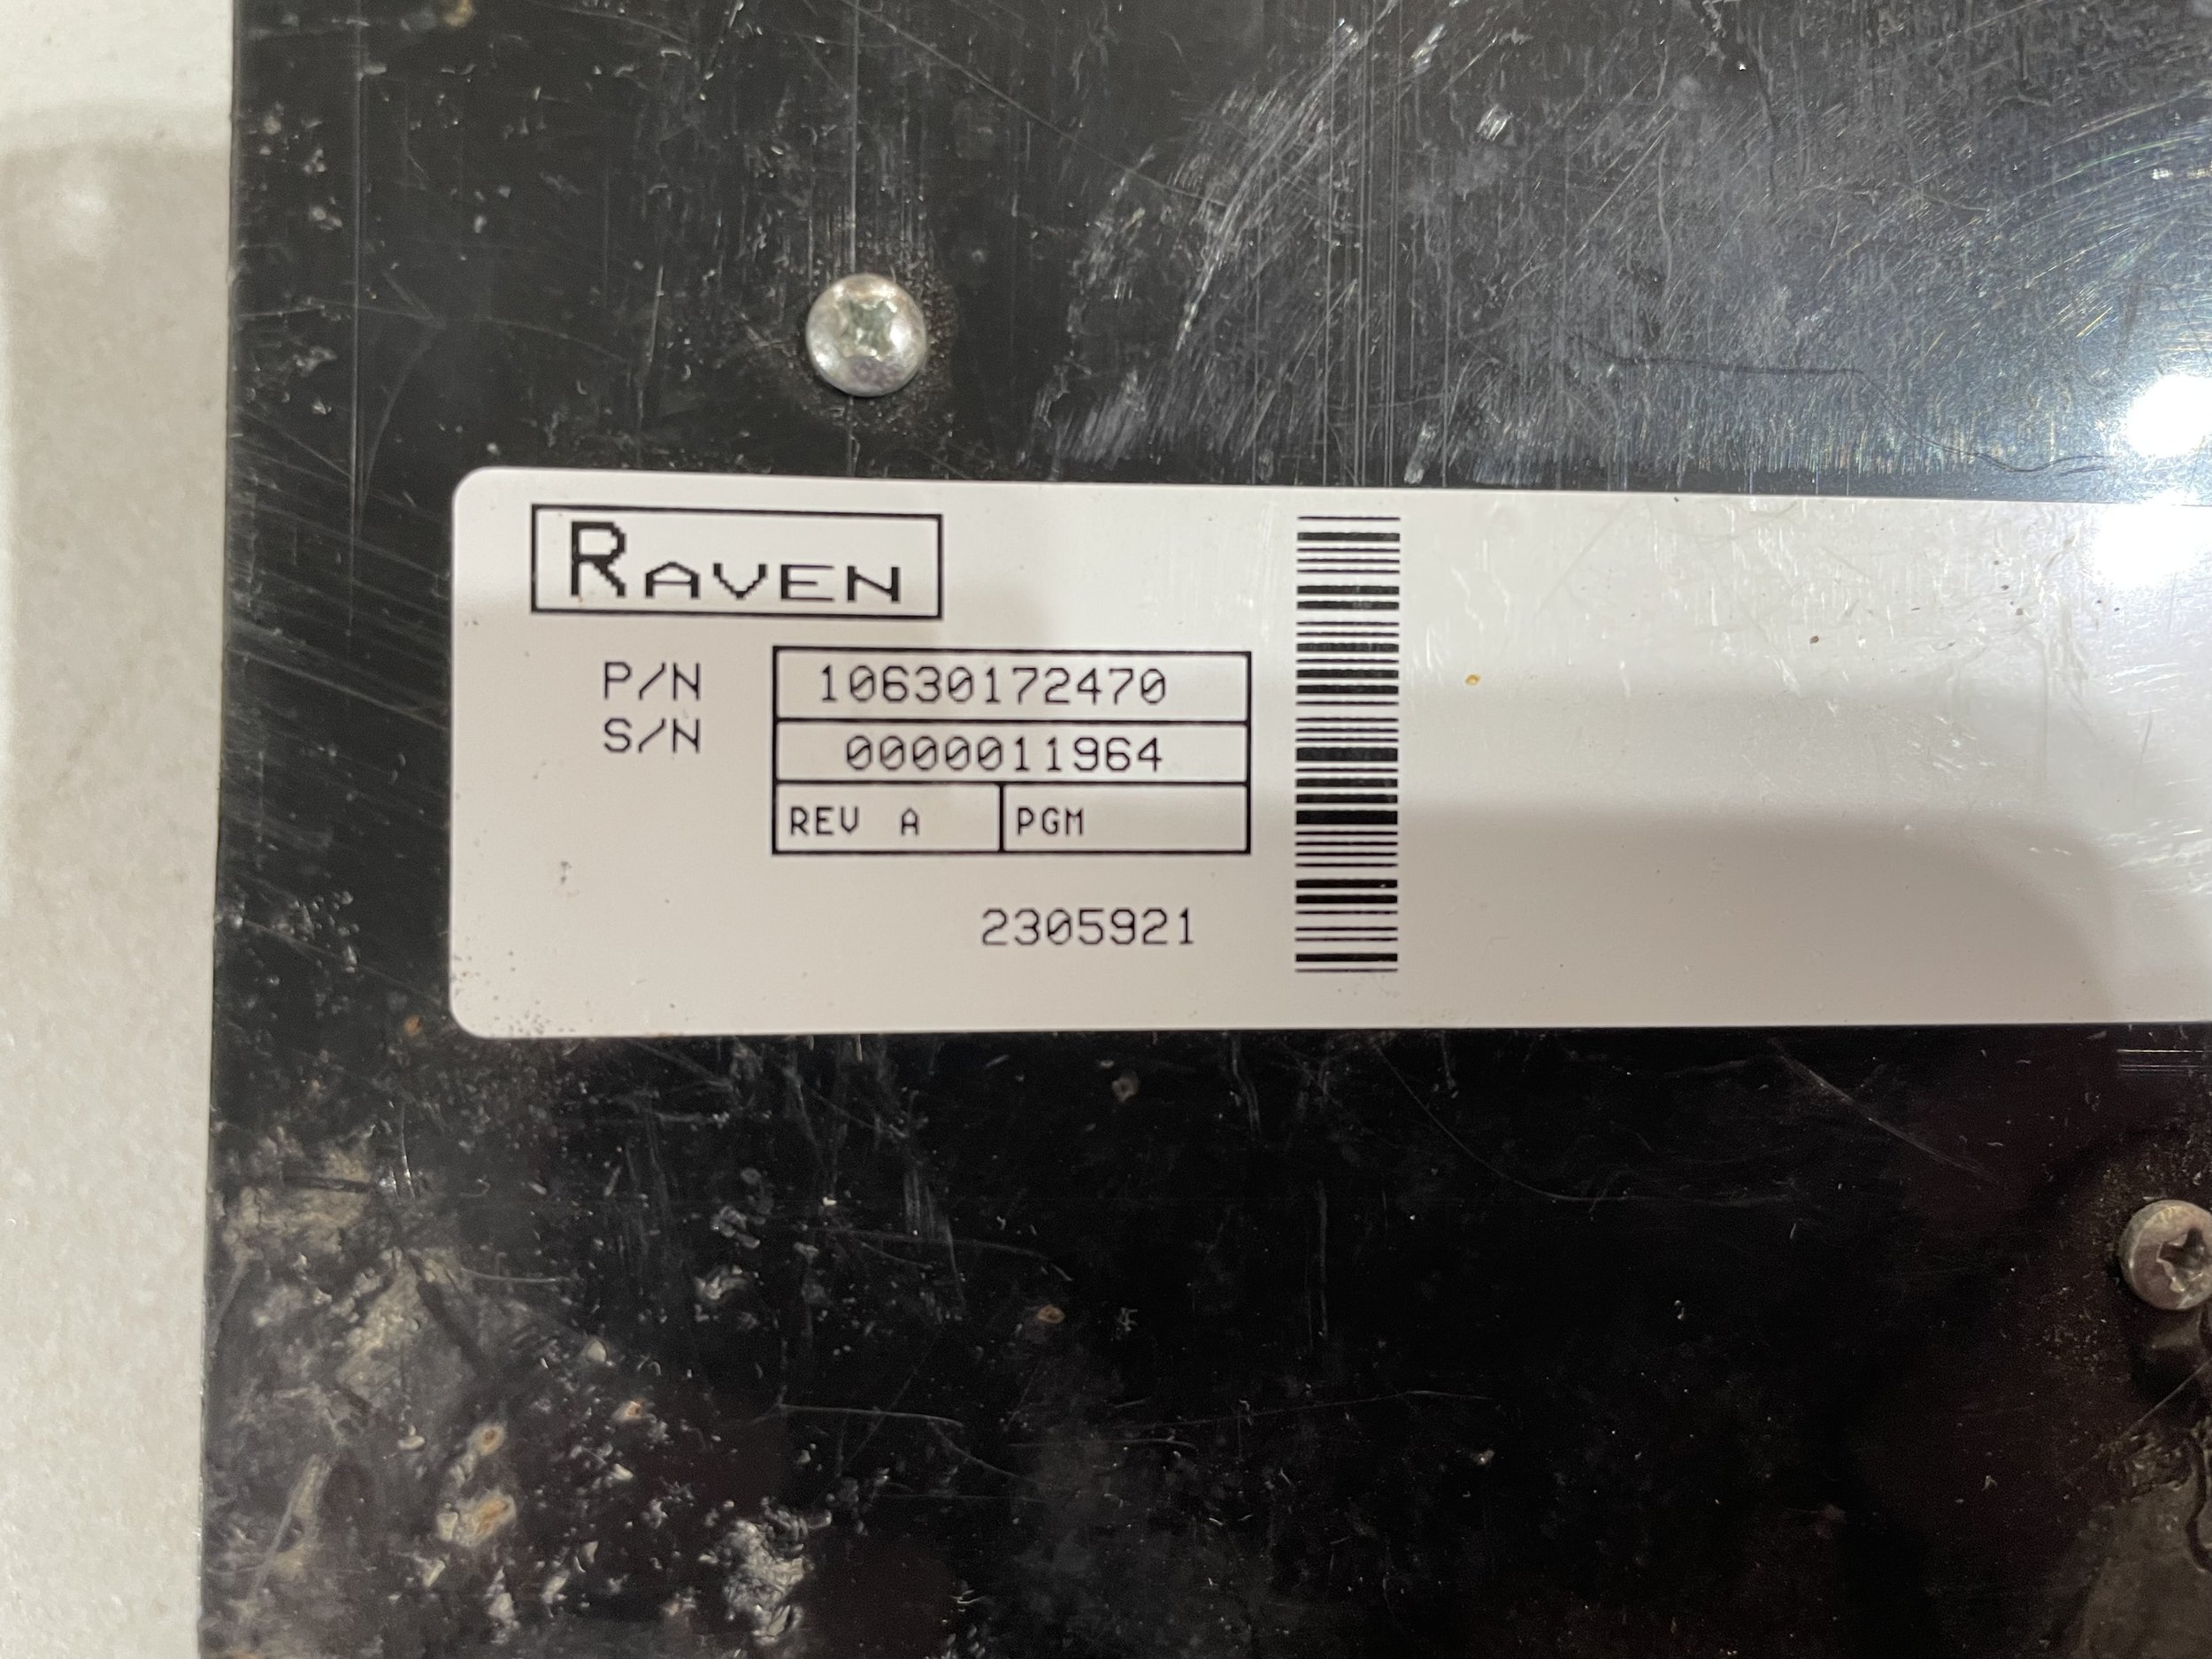 RAVEN
P/N 10630172470
S/N 0000011964
REV A PGM
2305921